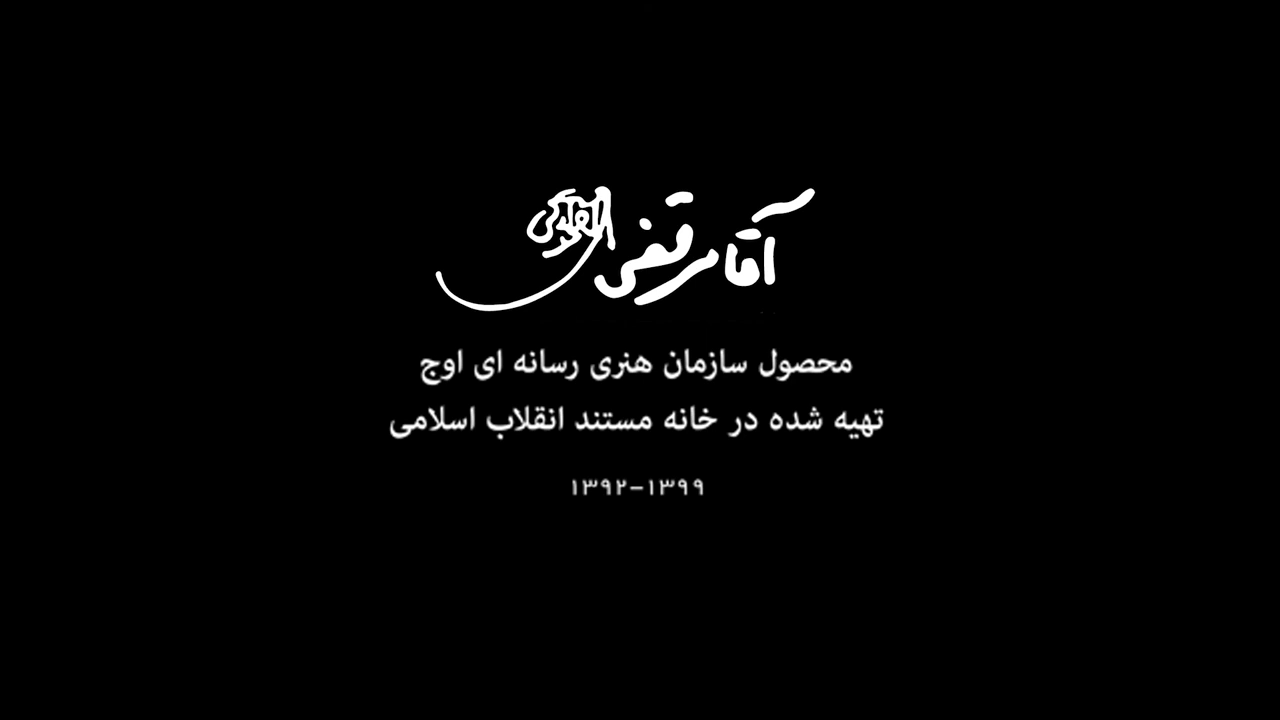 آقا مرتضی
محصول سازمان هنری رسانه ای اوج
تهیه شده در خانه مستند انقلاب اسلامی
۱۳۹۲-۱۳۹۹